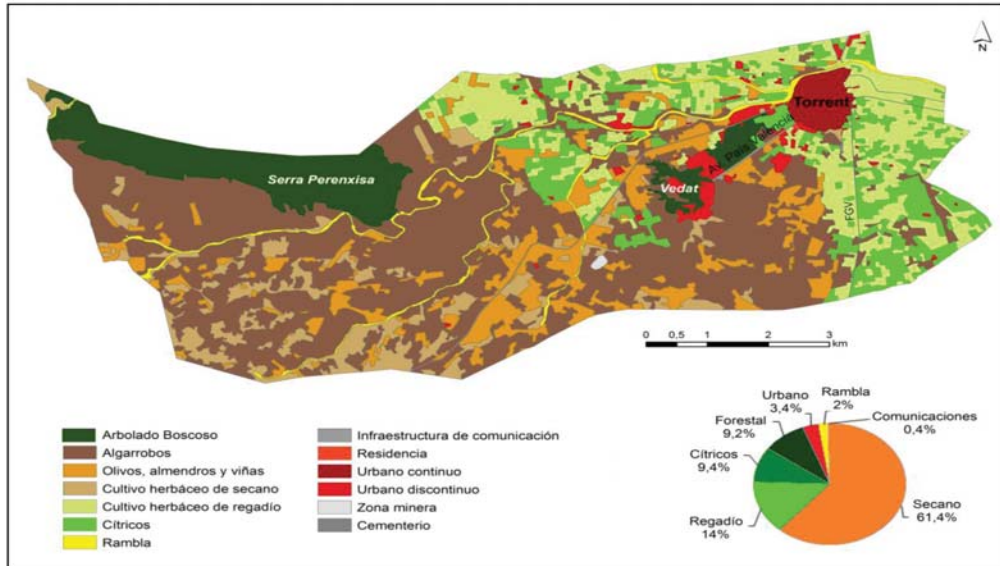 N
Torrent
Av. País Valencià
Serra Perenxisa
Vedat
FGV
0 0,5 1 2 3
km
Arbolado Boscoso
Algarrobos
Olivos, almendros y viñas
Cultivo herbáceo de secano
Cultivo herbáceo de regadío
Cítricos
Rambla
Infraestructura de comunicación
Residencia
Urbano continuo
Urbano discontinuo
Zona minera
Cementerio
Urbano
3,4%
Rambla
2%
Comunicaciones
0,4%
Forestal
9,2%
Cítricos
9,4%
Regadío
14%
Secano
61,4%